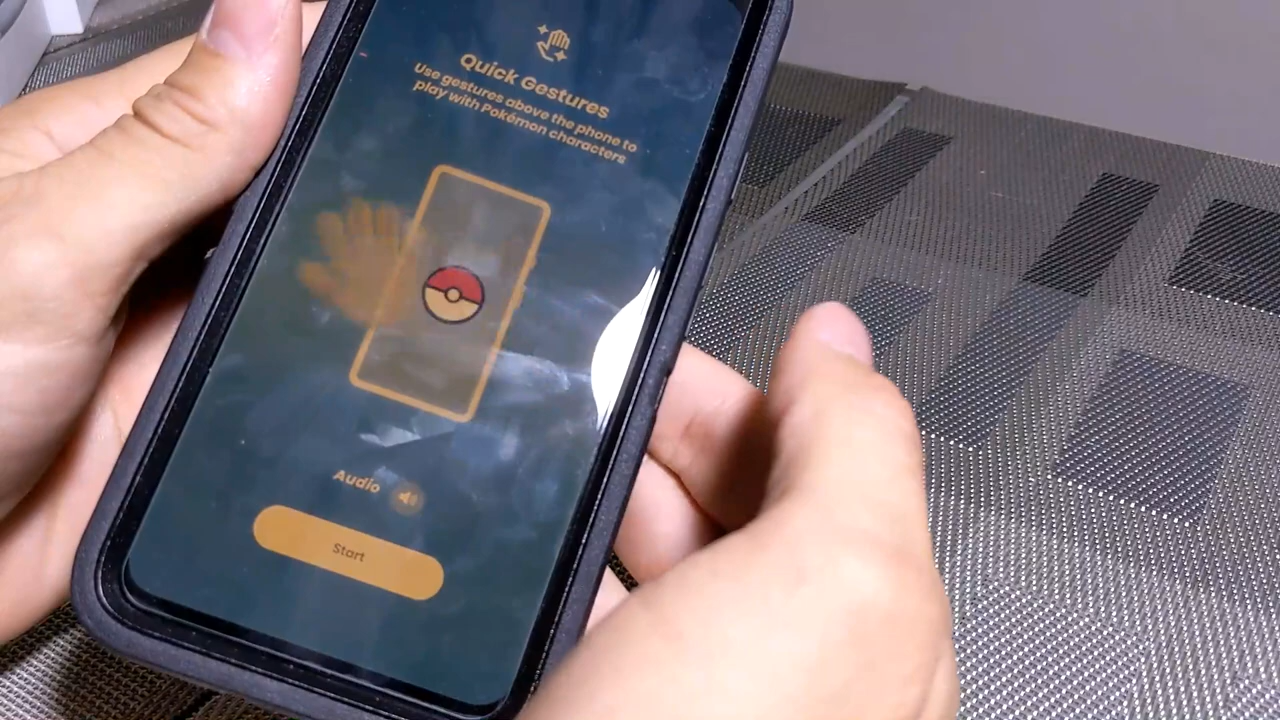 Quick Gestures
Use gestures above the phone to
play with Pokémon characters
Audio
Start